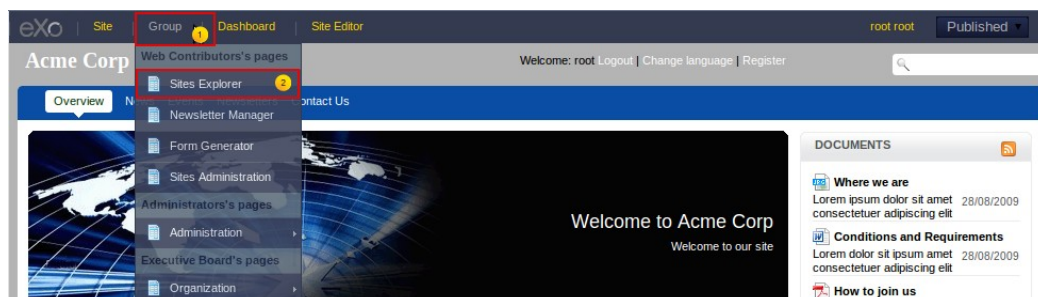 eXo Site Group 1 Dashboard Site Editor root root Published
Acme Corp Welcome: root Logout | Change language | Register
Web Contributors's pages
Sites Explorer 2
Overview Contact Us
Newsletter Manager
Form Generator
Sites Administration
Administrators's pages
Administration
Executive Board's pages
Organization
Welcome to Acme Corp
Welcome to our site
DOCUMENTS
Where we are
Lorem ipsum dolor sit amet 28/08/2009
consectetuer adipiscing elit
Conditions and Requirements
Lorem dolor sit ipsum amet 28/08/2009
consectetuer adipiscing elit
How to join us